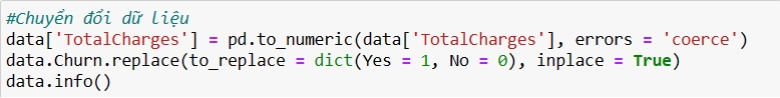 #Chuyển đổi dữ liệu
data['TotalCharges'] = pd.to_numeric(data['TotalCharges'], errors = 'coerce')
data.Churn.replace(to_replace = dict(Yes = 1, No = 0), inplace = True)
data.info()